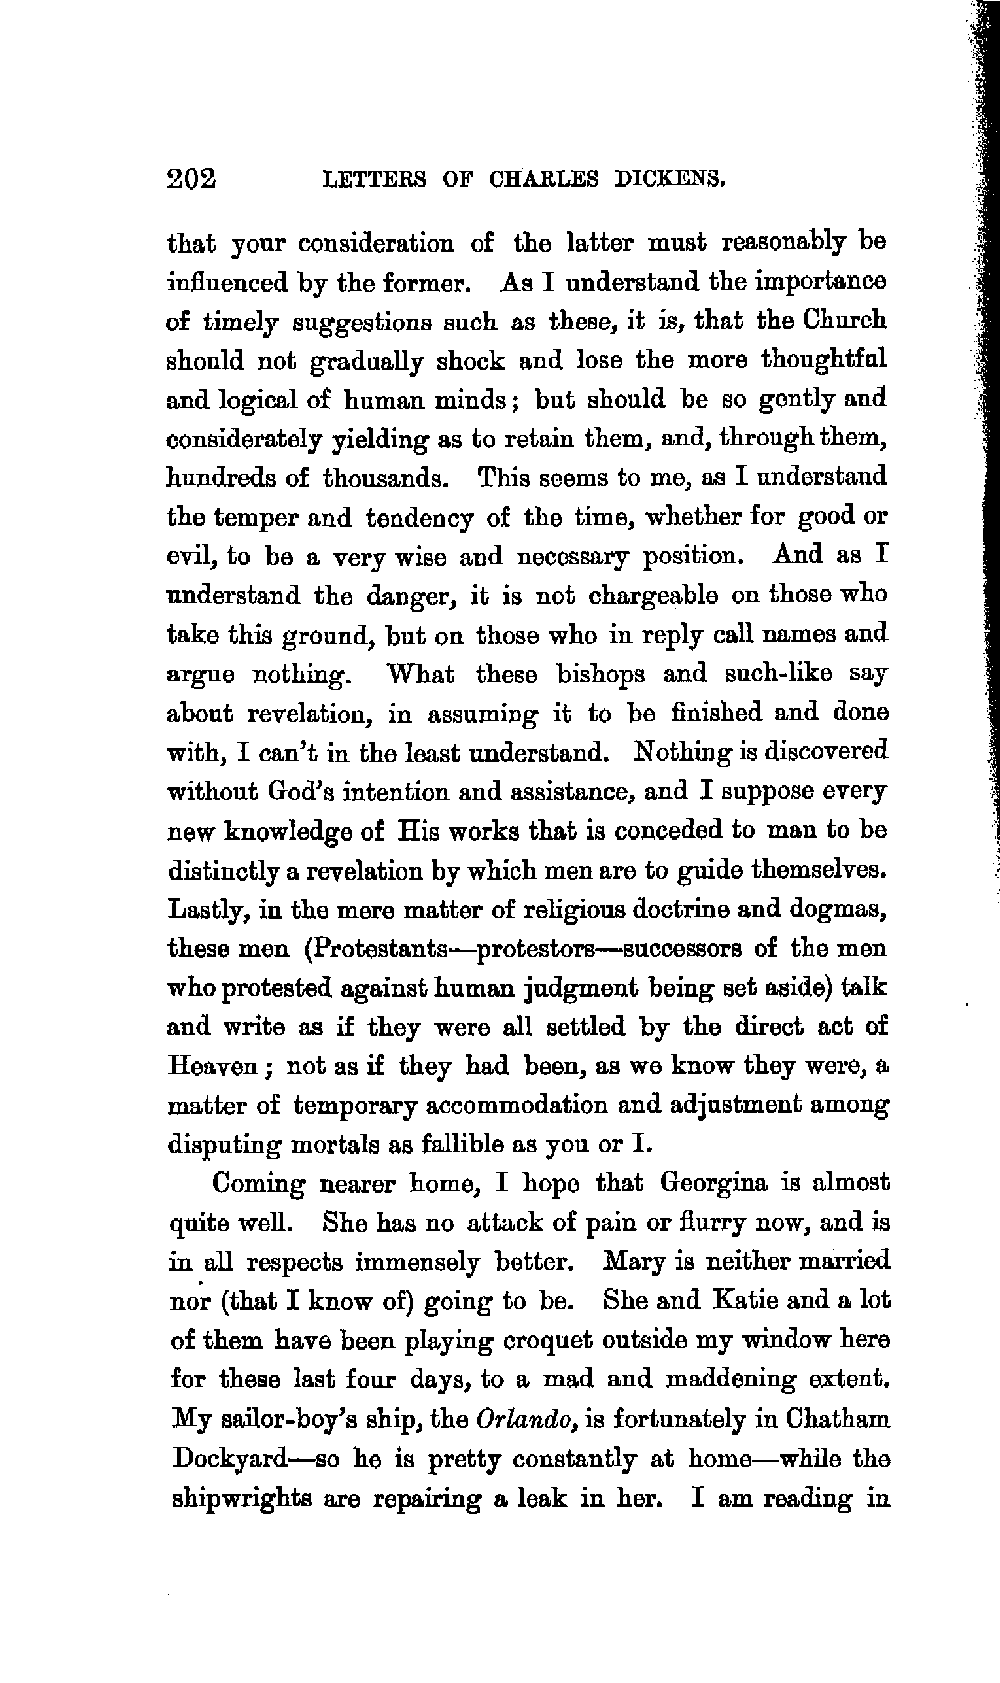 202 LETTERS OF CHARLES DICKENS.
that your consideration of the latter must reasonably be
influenced by the former. As I understand the importance
of timely suggestions such as these, it is, that the Church
should not gradually shock and lose the more thoughtful
and logical of human minds; but should be so gently and
considerately yielding as to retain them, and, through them,
hundreds of thousands. This seems to me, as I understand
the temper and tendency of the time, whether for good or
evil, to be a very wise and necessary position. And as I
understand the danger, it is not chargeable on those who
take this ground, but on those who in reply call names and
argue nothing. What these bishops and such-like say
about revelation, in assuming it to be finished and done
with, I can't in the least understand. Nothing is discovered
without God's intention and assistance, and I suppose every
new knowledge of His works that is conceded to man to be
distinctly a revelation by which men are to guide themselves.
Lastly, in the mere matter of religious doctrine and dogmas,
these men (Protestants—protestors—successors of the men
who protested against human judgment being set aside) talk
and write as if they were all settled by the direct act of
Heaven; not as if they had been, as we know they were, a
matter of temporary accommodation and adjustment among
disputing mortals as fallible as you or I.
Coming nearer home, I hope that Georgina is almost
quite well. She has no attack of pain or flurry now, and is
in all respects immensely better. Mary is neither married
nor (that I know of) going to be. She and Katie and a lot
of them have been playing croquet outside my window here
for these last four days, to a mad and maddening extent.
My sailor-boy's ship, the Orlando, is fortunately in Chatham
Dockyard—so he is pretty constantly at home—while the
shipwrights are repairing a leak in her. I am reading in